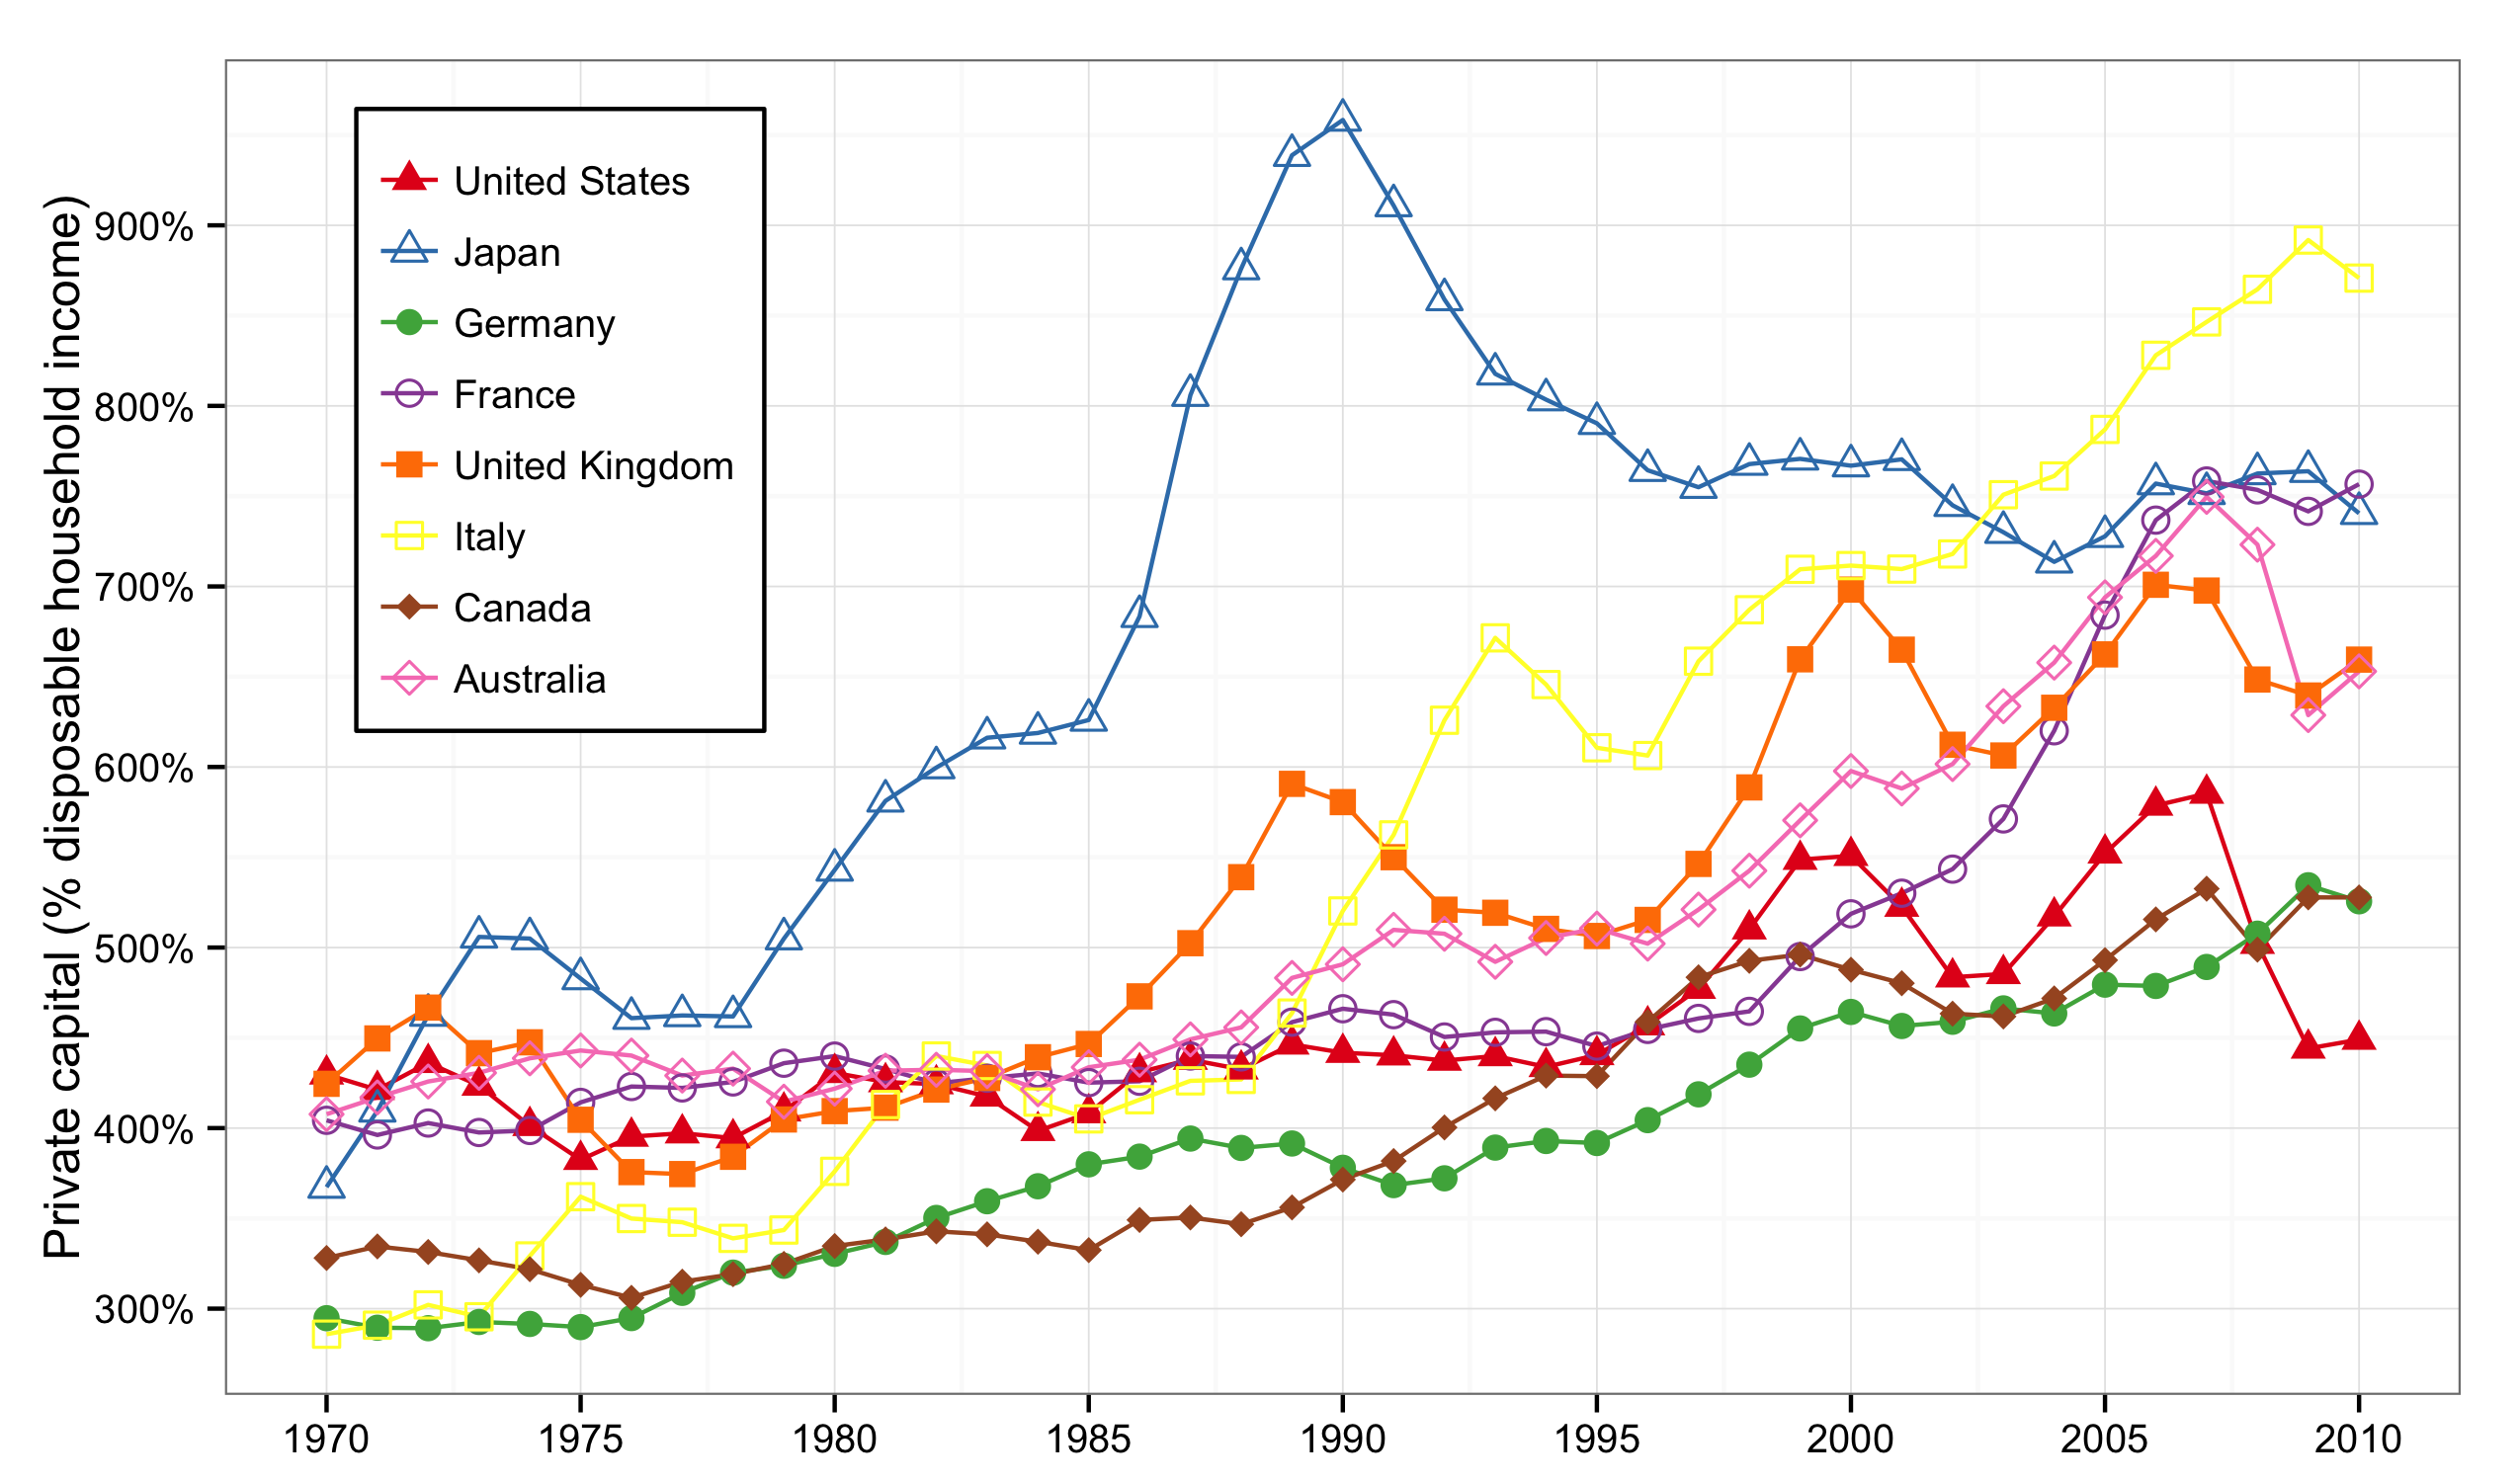 Private capital (% disposable household income)
900%
800%
700%
600%
500%
400%
300%
United States
Japan
Germany
France
United Kingdom
Italy
Canada
Australia
1970 1975 1980 1985 1990 1995 2000 2005 2010